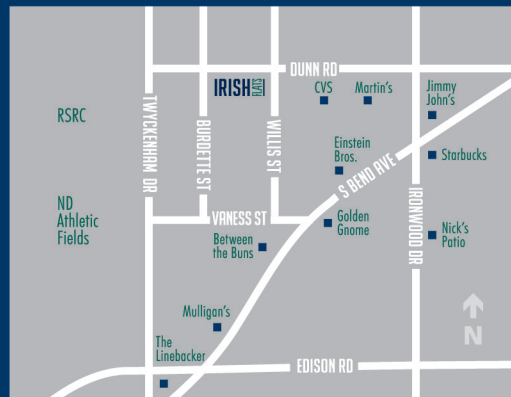 DUNN RD
IRISH FLATS
CVS
Martin's
Jimmy
John's
RSRC
TWYCKENHAM DR
BURDETTE ST
WILLIS ST
Einstein
Bros.
S BEND AVE
Starbucks
IRONWOOD DR
ND
Athletic
Fields
VANESS ST
Golden
Gnome
Nick's
Patio
Between
the Buns
Mulligan's
N
The
Linebacker
EDISON RD